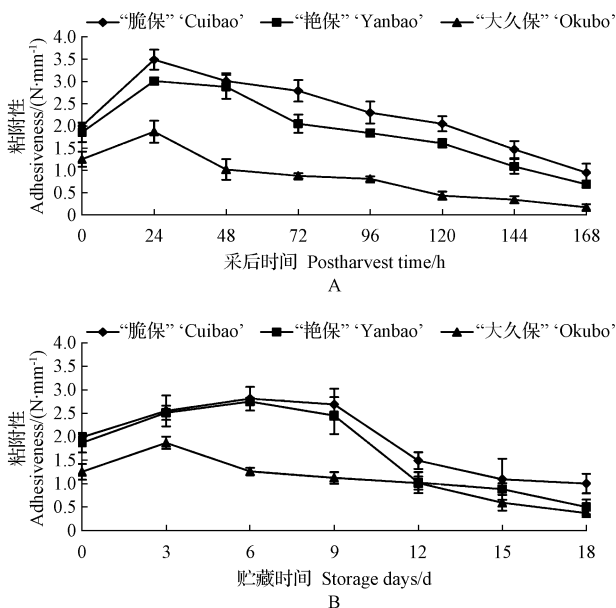 “脆保” ‘Cuibao’ “艳保” ‘Yanbao’ “大久保” ‘Okubo’
粘附性
Adhesiveness/(N·mm⁻¹)
4.0
3.5
3.0
2.5
2.0
1.5
1.0
0.5
0
0 24 48 72 96 120 144 168
采后时间 Postharvest time/h
A
“脆保” ‘Cuibao’ “艳保” ‘Yanbao’ “大久保” ‘Okubo’
粘附性
Adhesiveness/(N·mm⁻¹)
4.0
3.5
3.0
2.5
2.0
1.5
1.0
0.5
0
0 3 6 9 12 15 18
贮藏时间 Storage days/d
B